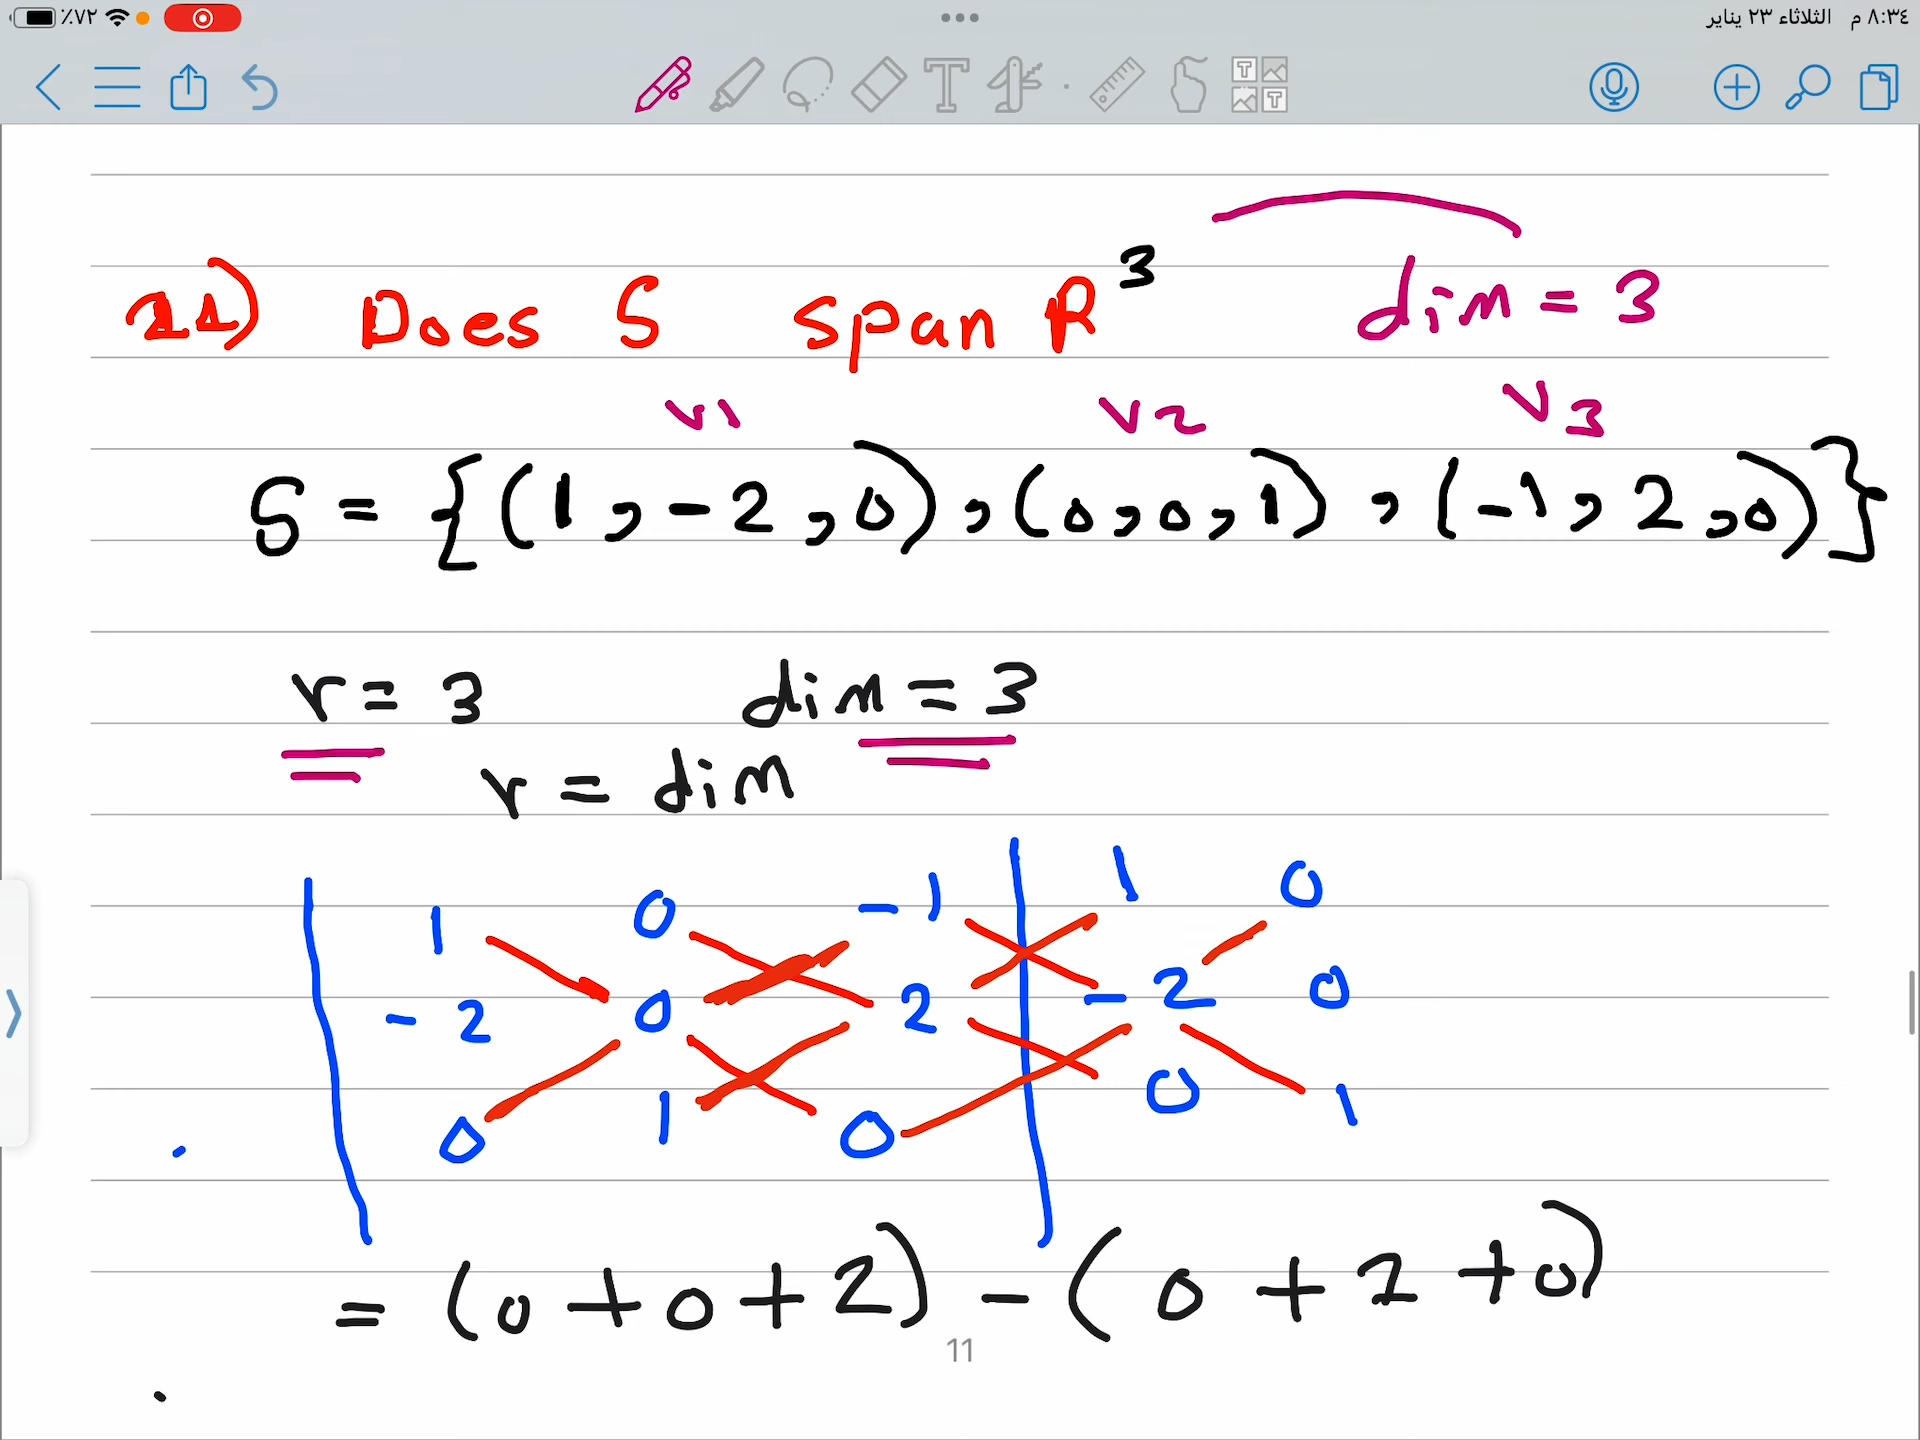 ٪٧٢
٨:٣٤ م الثلاثاء ٢٣ يناير
21) Does S span R³ dim = 3
v1 v2 v3
S = {(1, -2, 0), (0, 0, 1), (-1, 2, 0)}
r = 3 dim = 3
r = dim
1 0 -1 1 0
-2 0 2 -2 0
0 1 0 0 1
= (0 + 0 + 2) - (0 + 2 + 0)
11